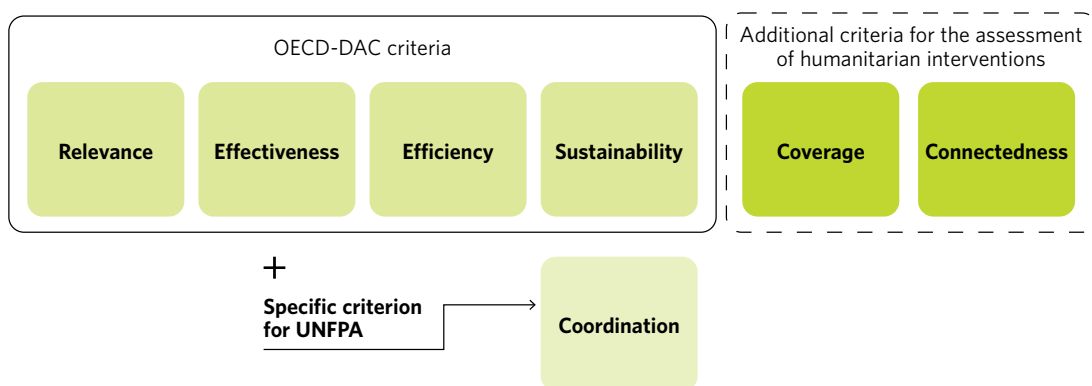 OECD-DAC criteria
Additional criteria for the assessment
of humanitarian interventions
Relevance
Effectiveness
Efficiency
Sustainability
Coverage
Connectedness
+
Specific criterion
for UNFPA
Coordination